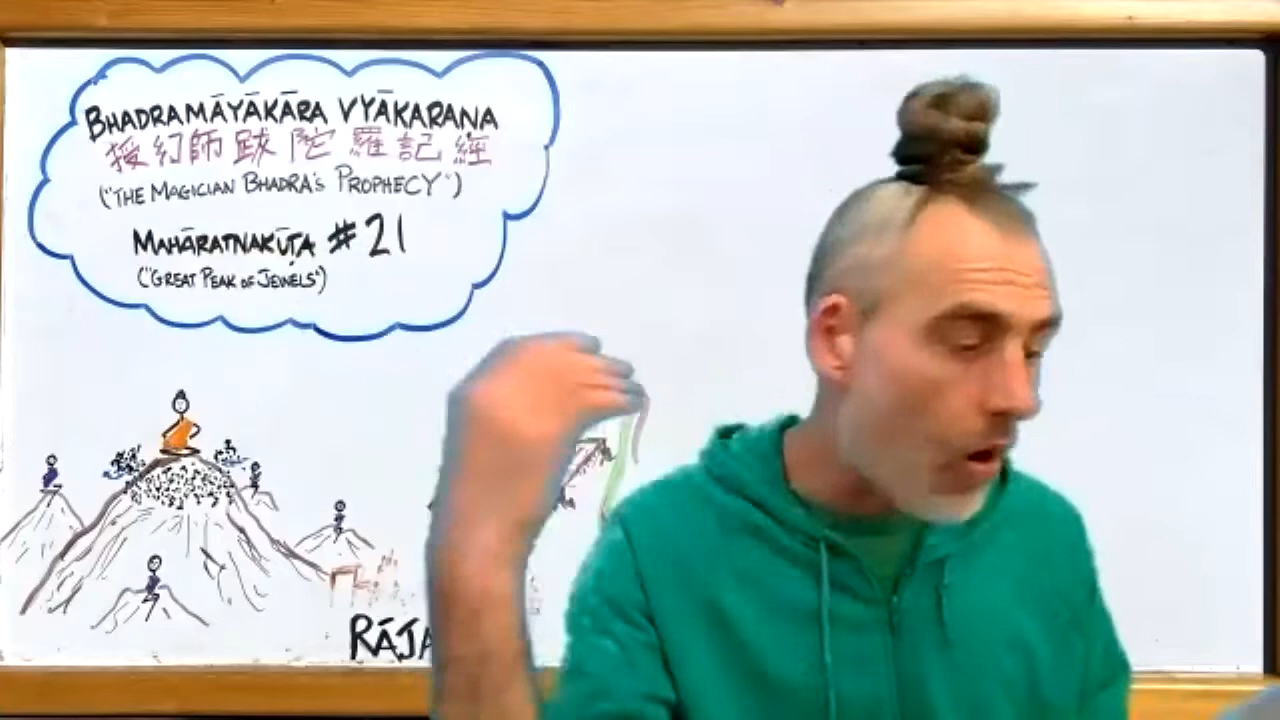 BHADRAMĀYĀKĀRA VYĀKARANA
授幻師跋陀羅記經
("THE MAGICIAN BHADRA'S PROPHECY")
MAHĀRATNAKŪṬA #21
("GREAT PEAK OF JEWELS")
RĀJA